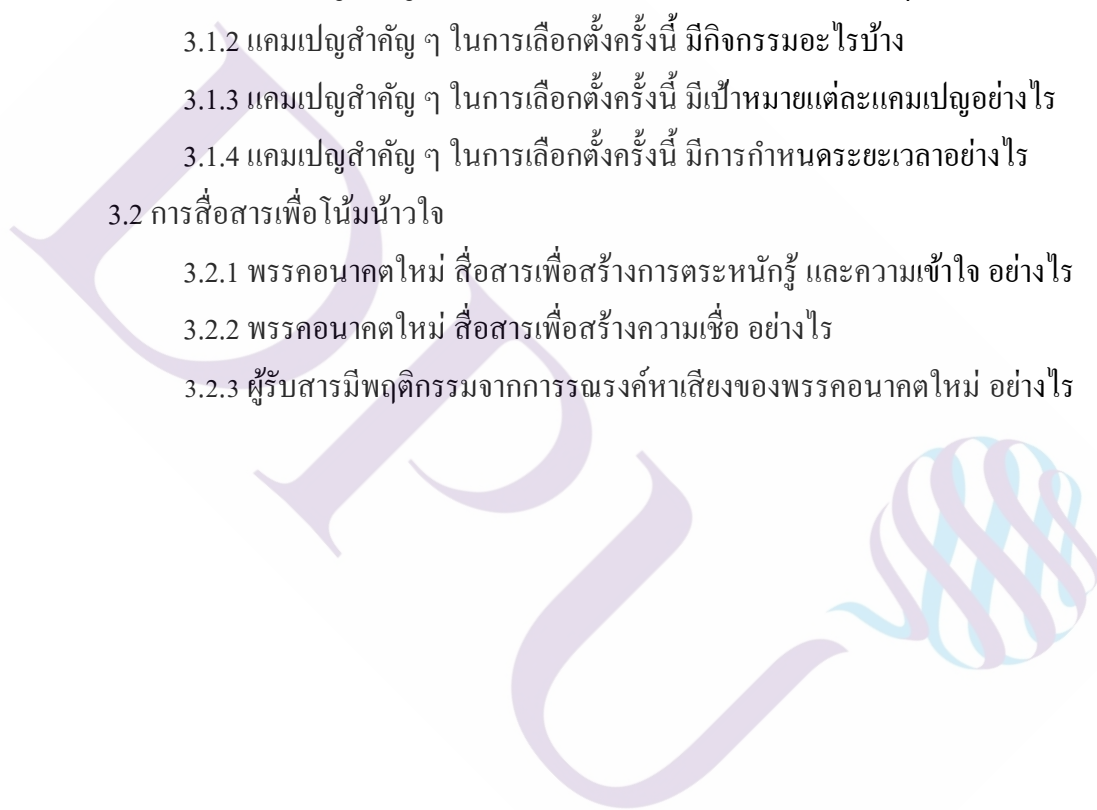 3.1.2 แคมเปญสำคัญ ๆ ในการเลือกตั้งครั้งนี้ มีกิจกรรมอะไรบ้าง
3.1.3 แคมเปญสำคัญ ๆ ในการเลือกตั้งครั้งนี้ มีเป้าหมายแต่ละแคมเปญอย่างไร
3.1.4 แคมเปญสำคัญ ๆ ในการเลือกตั้งครั้งนี้ มีการกำหนดระยะเวลาอย่างไร
3.2 การสื่อสารเพื่อโน้มน้าวใจ
3.2.1 พรรคอนาคตใหม่ สื่อสารเพื่อสร้างการตระหนักรู้ และความเข้าใจ อย่างไร
3.2.2 พรรคอนาคตใหม่ สื่อสารเพื่อสร้างความเชื่อ อย่างไร
3.2.3 ผู้รับสารมีพฤติกรรมจากการรณรงค์หาเสียงของพรรคอนาคตใหม่ อย่างไร
DPU